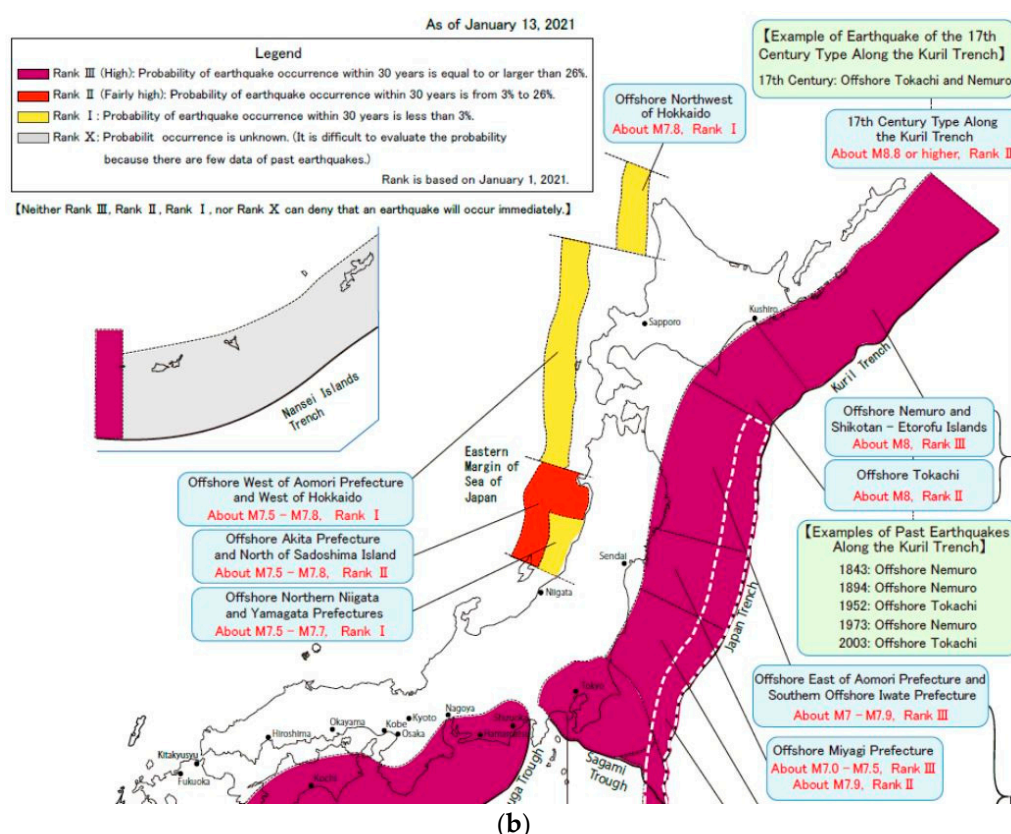 As of January 13, 2021
Legend
Rank Ⅲ (High): Probability of earthquake occurrence within 30 years is equal to or larger than 26%.
Rank Ⅱ (Fairly high): Probability of earthquake occurrence within 30 years is from 3% to 26%.
Rank Ⅰ: Probability of earthquake occurrence within 30 years is less than 3%.
Rank X: Probabilit occurrence is unknown. (It is difficult to evaluate the probability
because there are few data of past earthquakes.)
Rank is based on January 1, 2021.
【Neither Rank Ⅲ, Rank Ⅱ, Rank Ⅰ, nor Rank X can deny that an earthquake will occur immediately.】
【Example of Earthquake of the 17th
Century Type Along the Kuril Trench】
17th Century: Offshore Tokachi and Nemuro
Offshore Northwest
of Hokkaido
About M7.8, Rank Ⅰ
17th Century Type Along
the Kuril Trench
About M8.8 or higher, Rank Ⅱ
Nansei Islands
Trench
Sapporo
Kushiro
Kuril Trench
Offshore Nemuro and
Shikotan - Etorofu Islands
About M8, Rank Ⅲ
Offshore Tokachi
About M8, Rank Ⅱ
Eastern
Margin of
Sea of
Japan
Offshore West of Aomori Prefecture
and West of Hokkaido
About M7.5 - M7.8, Rank Ⅰ
Offshore Akita Prefecture
and North of Sadoshima Island
About M7.5 - M7.8, Rank Ⅱ
Offshore Northern Niigata
and Yamagata Prefectures
About M7.5 - M7.7, Rank Ⅰ
【Examples of Past Earthquakes
Along the Kuril Trench】
1843: Offshore Nemuro
1894: Offshore Nemuro
1952: Offshore Tokachi
1973: Offshore Nemuro
2003: Offshore Tokachi
Sendai
Niigata
Japan Trench
Offshore East of Aomori Prefecture and
Southern Offshore Iwate Prefecture
About M7 - M7.9, Rank Ⅲ
Offshore Miyagi Prefecture
About M7.0 - M7.5, Rank Ⅲ
About M7.9, Rank Ⅱ
Tokyo
Nagoya
Shizuoka
Hamamatsu
Kyoto
Kobe
Osaka
Okayama
Hiroshima
Kitakyusyu
Fukuoka
Kochi
Sagami
Trough
uga Trough
(b)